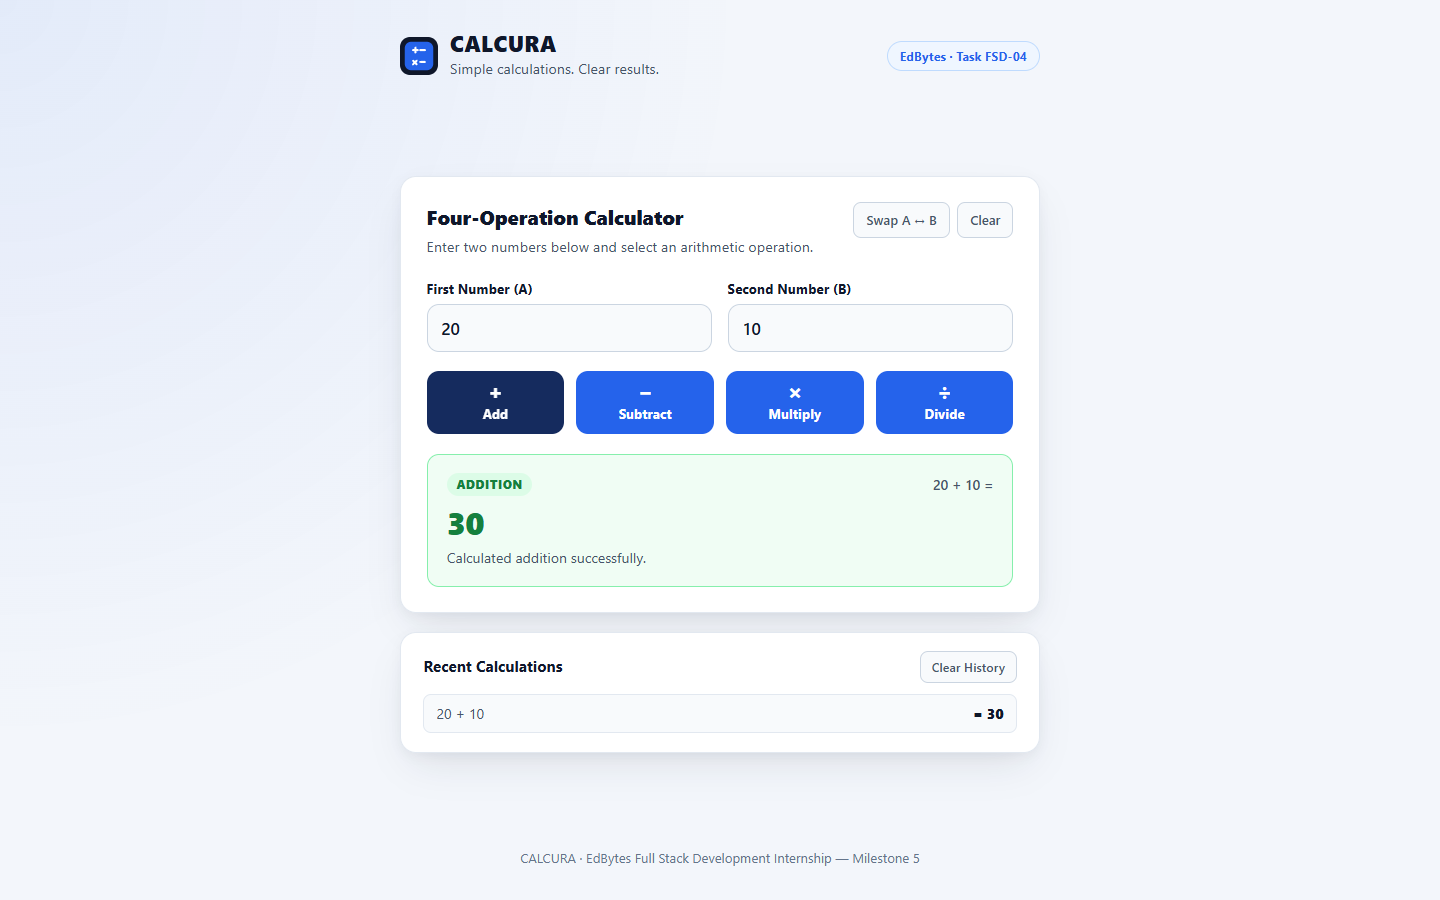 CALCURA
Simple calculations. Clear results.
EdBytes · Task FSD-04
Four-Operation Calculator
Swap A ↔ B
Clear
Enter two numbers below and select an arithmetic operation.
First Number (A)
Second Number (B)
20
10
+
Add
−
Subtract
×
Multiply
÷
Divide
ADDITION
20 + 10 =
30
Calculated addition successfully.
Recent Calculations
Clear History
20 + 10
= 30
CALCURA · EdBytes Full Stack Development Internship — Milestone 5